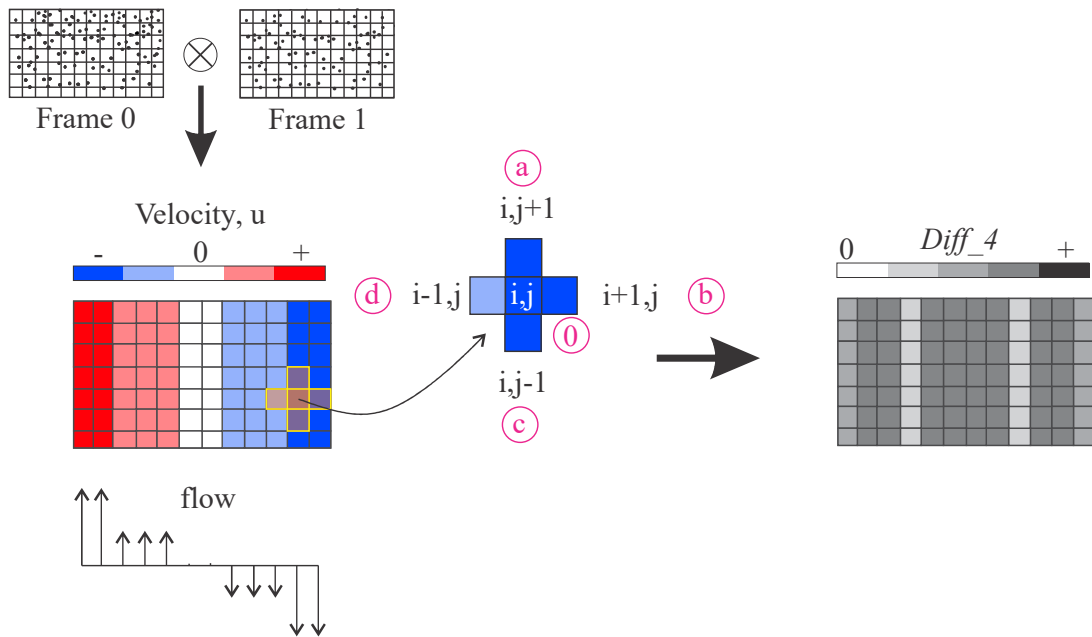 Frame 0
Frame 1
Velocity, u
- 0 +
a
i,j+1
d
i-1,j
i,j
i+1,j
b
0
i,j-1
c
0 Diff_4 +
flow